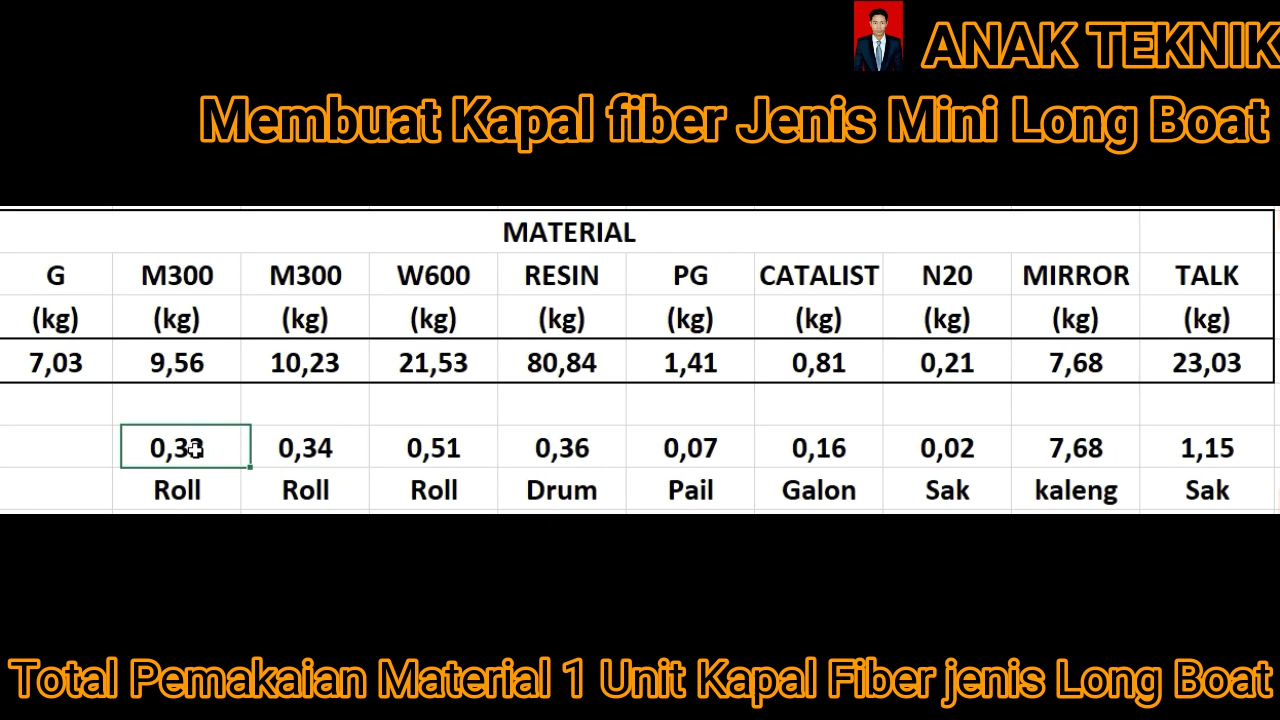 ANAK TEKNIK
Membuat Kapal fiber Jenis Mini Long Boat
MATERIAL
G M300 M300 W600 RESIN PG CATALIST N20 MIRROR TALK
(kg) (kg) (kg) (kg) (kg) (kg) (kg) (kg) (kg) (kg)
7,03 9,56 10,23 21,53 80,84 1,41 0,81 0,21 7,68 23,03
0,34 0,51 0,36 0,07 0,16 0,02 7,68 1,15
Roll Roll Roll Drum Pail Galon Sak kaleng Sak
Total Pemakaian Material 1 Unit Kapal Fiber jenis Long Boat